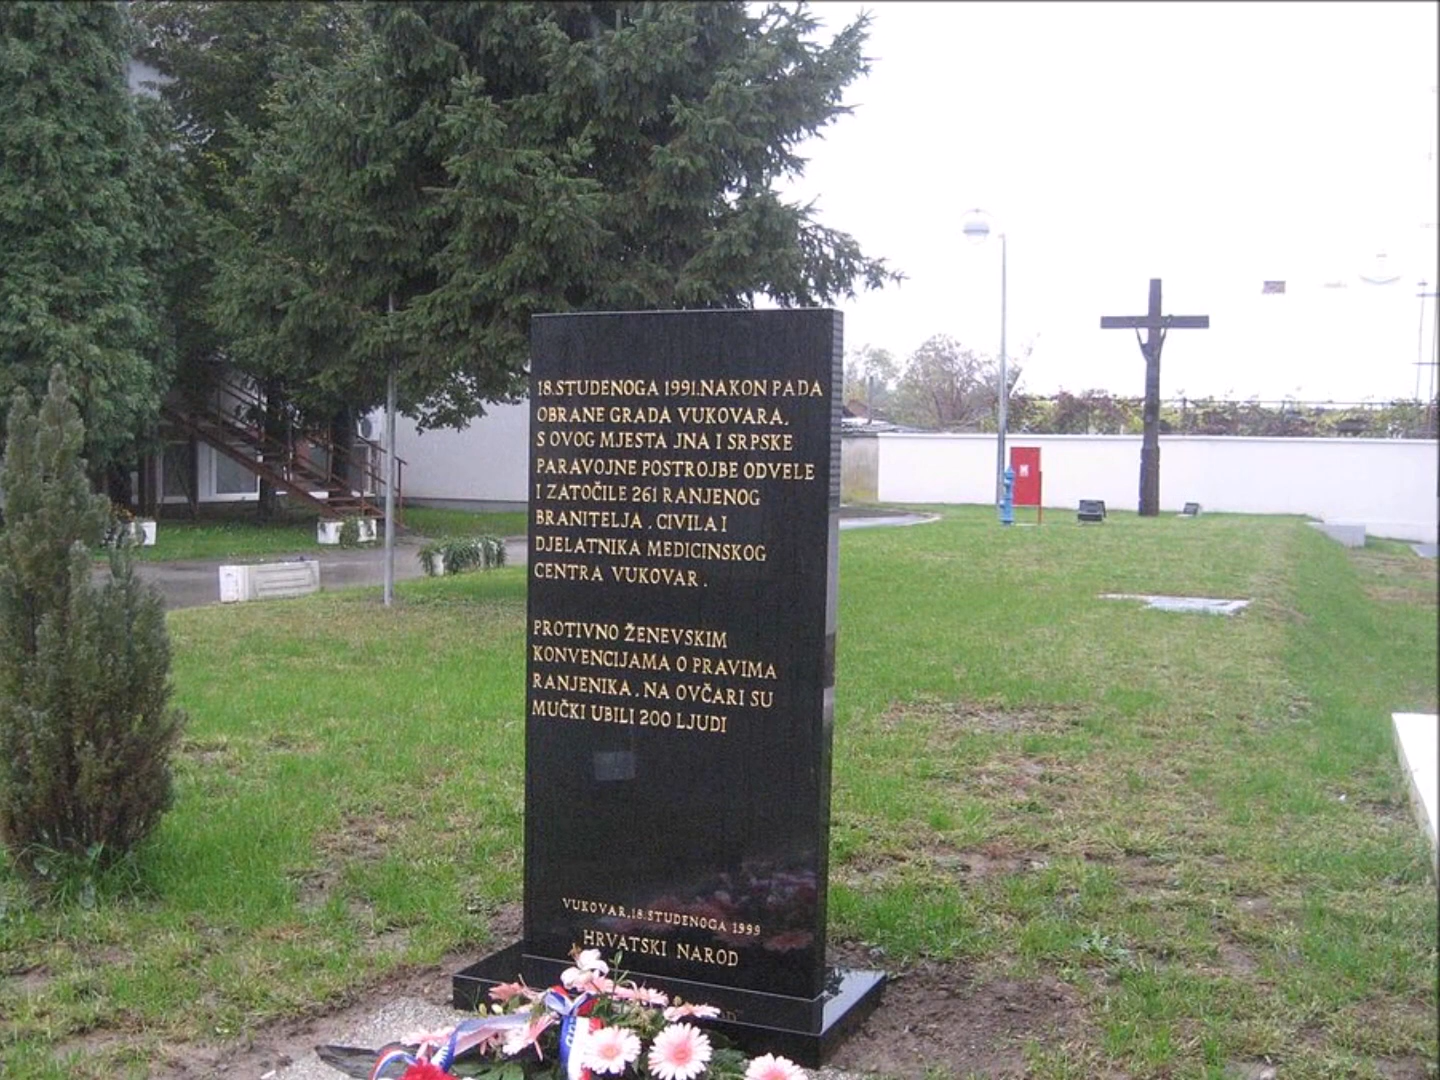 18.STUDENOGA 1991.NAKON PADA
OBRANE GRADA VUKOVARA,
S OVOG MJESTA JNA I SRPSKE
PARAVOJNE POSTROJBE ODVELE
I ZATOČILE 261 RANJENOG
BRANITELJA , CIVILA I
DJELATNIKA MEDICINSKOG
CENTRA VUKOVAR .
PROTIVNO ŽENEVSKIM
KONVENCIJAMA O PRAVIMA
RANJENIKA , NA OVČARI SU
MUČKI UBILI 200 LJUDI
VUKOVAR,18.STUDENOGA 1999
HRVATSKI NAROD